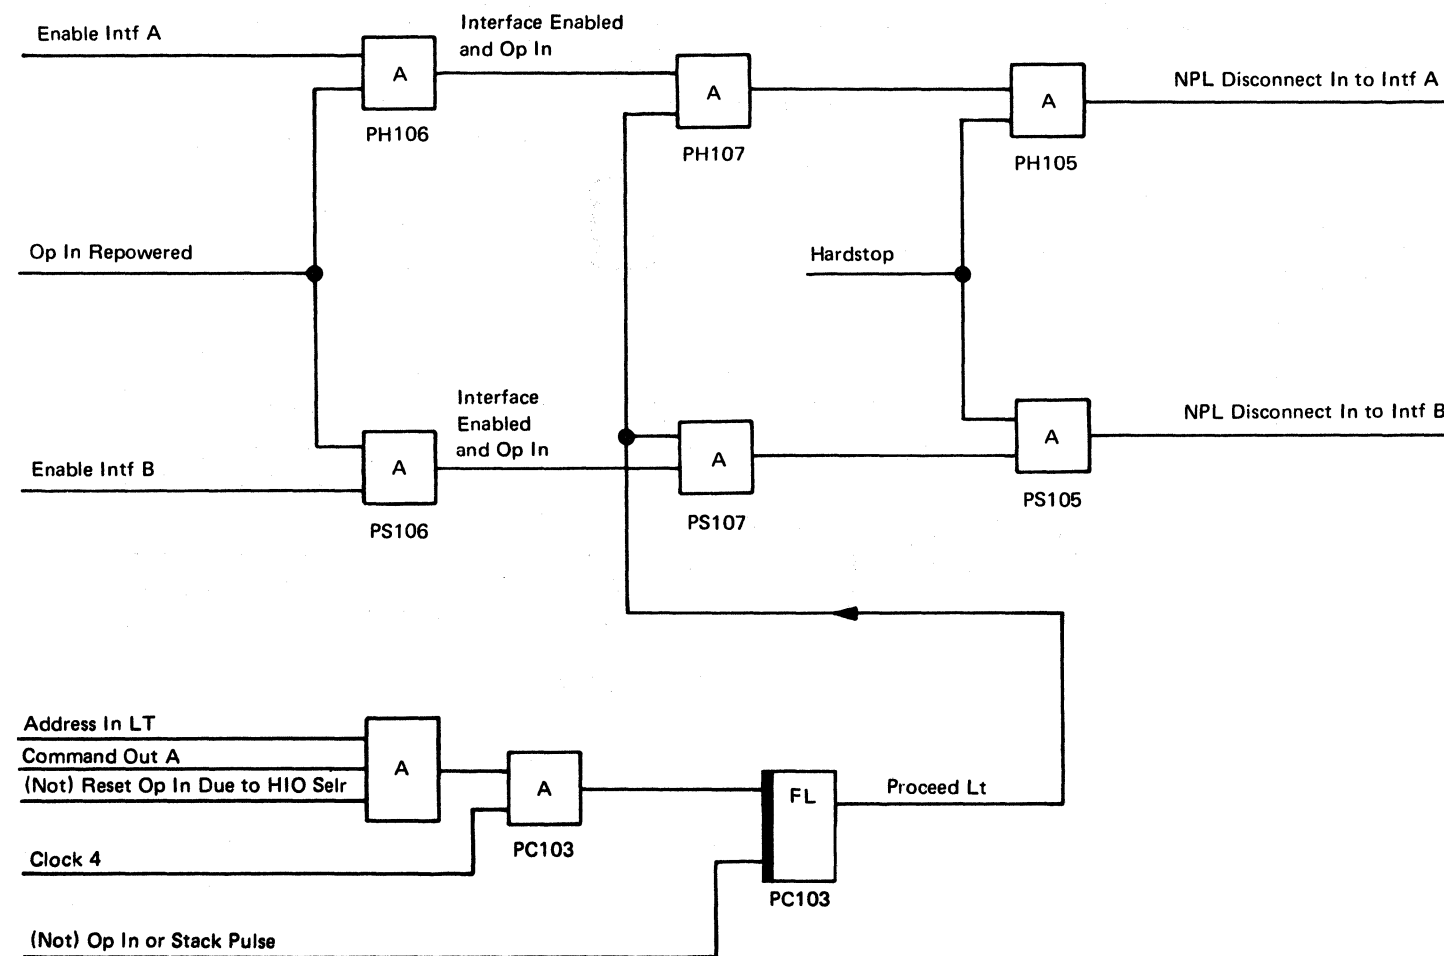 Enable Intf A
A
PH106
Interface Enabled
and Op In
A
PH107
A
PH105
NPL Disconnect In to Intf A
Op In Repowered
Hardstop
Enable Intf B
A
PS106
Interface
Enabled
and Op In
A
PS107
A
PS105
NPL Disconnect In to Intf B
Address In LT
Command Out A
(Not) Reset Op In Due to HIO Selr
A
Clock 4
A
PC103
FL
PC103
Proceed Lt
(Not) Op In or Stack Pulse